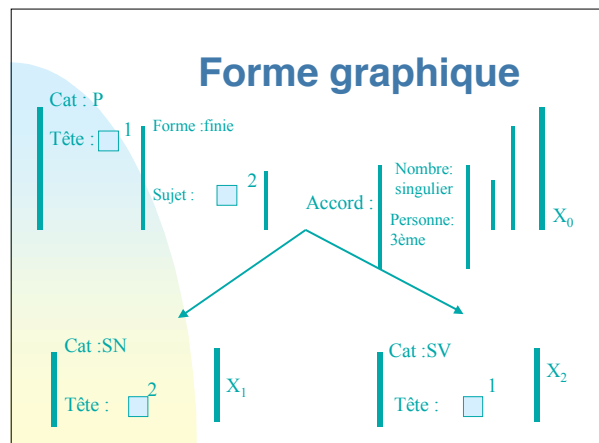 Forme graphique
Cat : P
Tête : 1
Forme :finie
Sujet : 2
Accord :
Nombre:
singulier
Personne:
3ème
X0
Cat :SN
Tête : 2
X1
Cat :SV
Tête : 1
X2